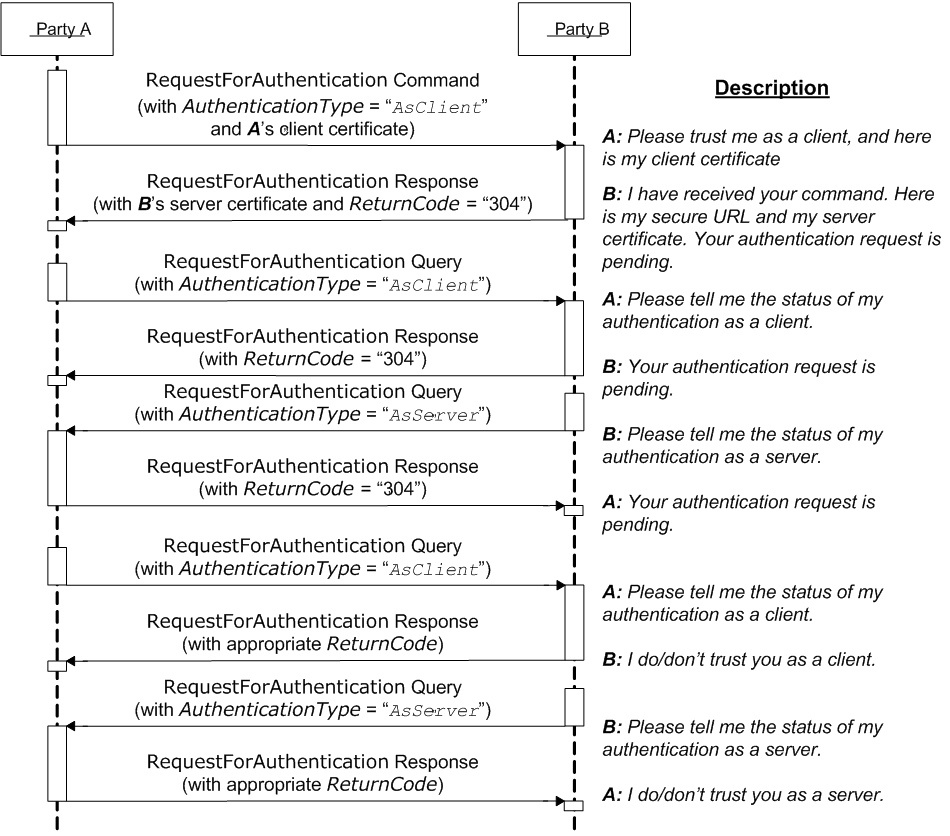 Party A
Party B
RequestForAuthentication Command
(with AuthenticationType = “AsClient”
and A’s client certificate)
RequestForAuthentication Response
(with B’s server certificate and ReturnCode = “304”)
RequestForAuthentication Query
(with AuthenticationType = “AsClient”)
RequestForAuthentication Response
(with ReturnCode = “304”)
RequestForAuthentication Query
(with AuthenticationType = “AsServer”)
RequestForAuthentication Response
(with ReturnCode = “304”)
RequestForAuthentication Query
(with AuthenticationType = “AsClient”)
RequestForAuthentication Response
(with appropriate ReturnCode)
RequestForAuthentication Query
(with AuthenticationType = “AsServer”)
RequestForAuthentication Response
(with appropriate ReturnCode)
Description
A: Please trust me as a client, and here
is my client certificate
B: I have received your command. Here
is my secure URL and my server
certificate. Your authentication request is
pending.
A: Please tell me the status of my
authentication as a client.
B: Your authentication request is
pending.
B: Please tell me the status of my
authentication as a server.
A: Your authentication request is
pending.
A: Please tell me the status of my
authentication as a client.
B: I do/don’t trust you as a client.
B: Please tell me the status of my
authentication as a server.
A: I do/don’t trust you as a server.